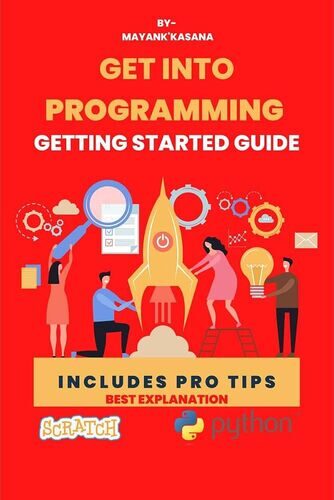 BY-
MAYANK'KASANA
GET INTO
PROGRAMMING
GETTING STARTED GUIDE
INCLUDES PRO TIPS
BEST EXPLANATION
SCRATCH
python